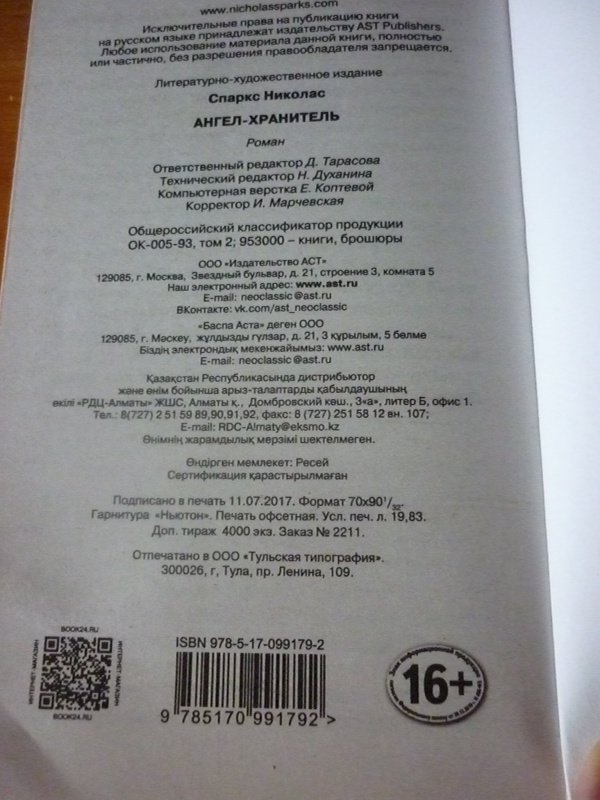 www.nicholassparks.com
Исключительные права на публикацию книги
на русском языке принадлежат издательству AST Publishers.
Любое использование материала данной книги, полностью
или частично, без разрешения правообладателя запрещается.
Литературно-художественное издание
Спаркс Николас
АНГЕЛ-ХРАНИТЕЛЬ
Роман
Ответственный редактор Д. Тарасова
Технический редактор Н. Духанина
Компьютерная верстка Е. Коптевой
Корректор И. Марчевская
Общероссийский классификатор продукции
ОК-005-93, том 2; 953000 – книги, брошюры
ООО «Издательство АСТ»
129085, г. Москва, Звездный бульвар, д. 21, строение 3, комната 5
Наш электронный адрес: www.ast.ru
E-mail: neoclassic@ast.ru
ВКонтакте: vk.com/ast_neoclassic
«Баспа Аста» деген ООО
129085, г. Мәскеу, жұлдызды гүлзар, д. 21, 3 құрылым, 5 бөлме
Біздің электрондық мекенжайымыз: www.ast.ru
E-mail: neoclassic@ast.ru
Қазақстан Республикасында дистрибьютор
және өнім бойынша арыз-талаптарды қабылдаушының
өкілі «РДЦ-Алматы» ЖШС, Алматы қ., Домбровский көш., 3«а», литер Б, офис 1.
Тел.: 8(727) 2 51 59 89,90,91,92, факс: 8 (727) 251 58 12 вн. 107;
E-mail: RDC-Almaty@eksmo.kz
Өнімнің жарамдылық мерзімі шектелмеген.
Өндірген мемлекет: Ресей
Сертификация қарастырылмаған
Подписано в печать 11.07.2017. Формат 70x90 1/32.
Гарнитура «Ньютон». Печать офсетная. Усл. печ. л. 19,83.
Доп. тираж 4000 экз. Заказ № 2211.
Отпечатано в ООО «Тульская типография».
300026, г, Тула, пр. Ленина, 109.
BOOK24.RU
ИНТЕРНЕТ-МАГАЗИН
ИНТЕРНЕТ-МАГАЗИН
BOOK24.RU
ISBN 978-5-17-099179-2
9 785170 991792 >
Знак информационной продукции
16+